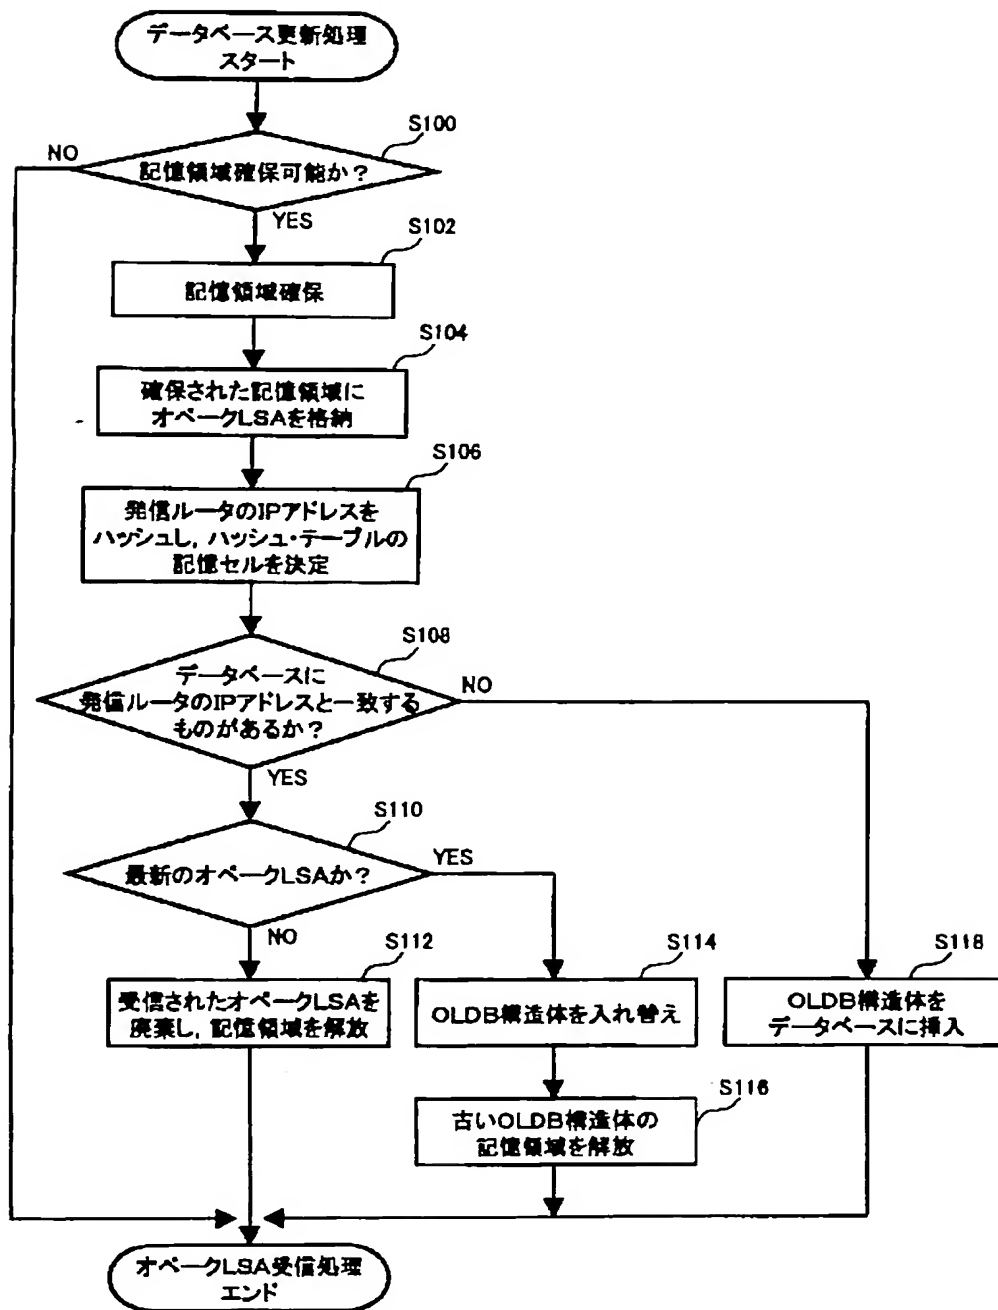 データベース更新処理
スタート
S100
NO
記憶領域確保可能か？
YES
S102
記憶領域確保
S104
確保された記憶領域に
オペークLSAを格納
S106
発信ルータのIPアドレスを
ハッシュし，ハッシュ・テーブルの
記憶セルを決定
S108
データベースに
発信ルータのIPアドレスと一致する
ものがあるか？
NO
YES
S110
最新のオペークLSAか？
YES
NO
S112
受信されたオペークLSAを
廃棄し，記憶領域を解放
S114
OLDB構造体を入れ替え
S118
OLDB構造体を
データベースに挿入
S116
古いOLDB構造体の
記憶領域を解放
オペークLSA受信処理
エンド